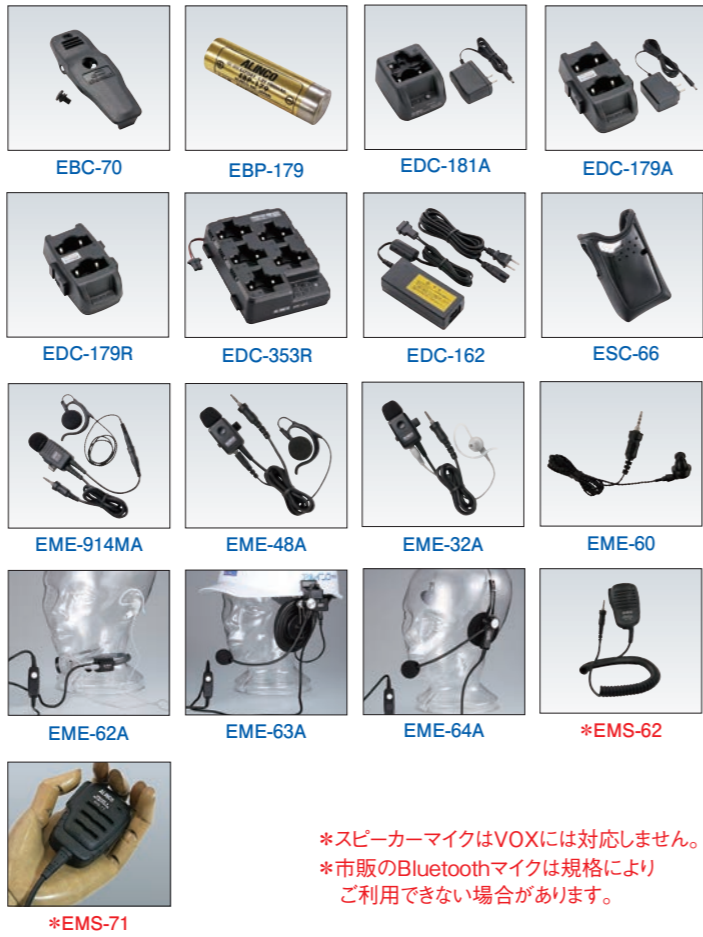 EBC-70
ALINCO
EBP-179
EBP-179
EDC-181A
EDC-179A
EDC-179R
EDC-353R
EDC-162
ESC-66
EME-914MA
EME-48A
EME-32A
EME-60
EME-62A
EME-63A
EME-64A
*EMS-62
ALINCO
*EMS-71
*スピーカーマイクはVOXには対応しません。
*市販のBluetoothマイクは規格により
ご利用できない場合があります。